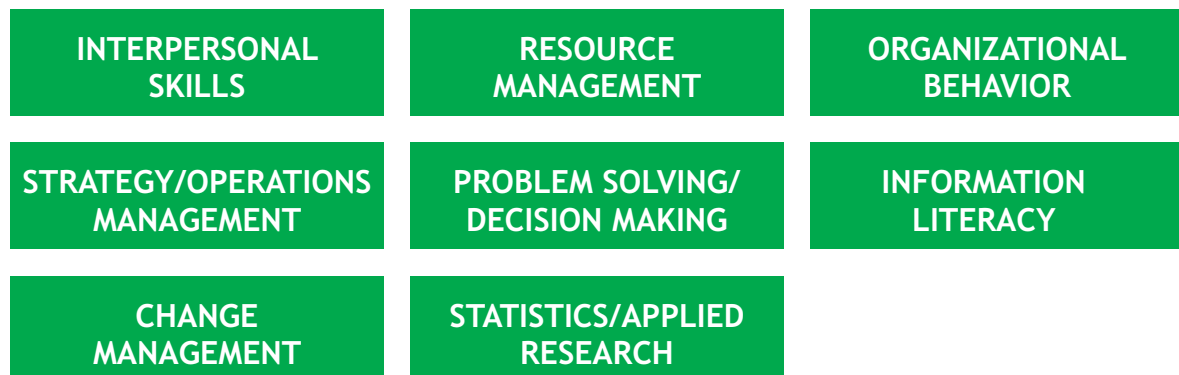 INTERPERSONAL
SKILLS
RESOURCE
MANAGEMENT
ORGANIZATIONAL
BEHAVIOR
STRATEGY/OPERATIONS
MANAGEMENT
PROBLEM SOLVING/
DECISION MAKING
INFORMATION
LITERACY
CHANGE
MANAGEMENT
STATISTICS/APPLIED
RESEARCH